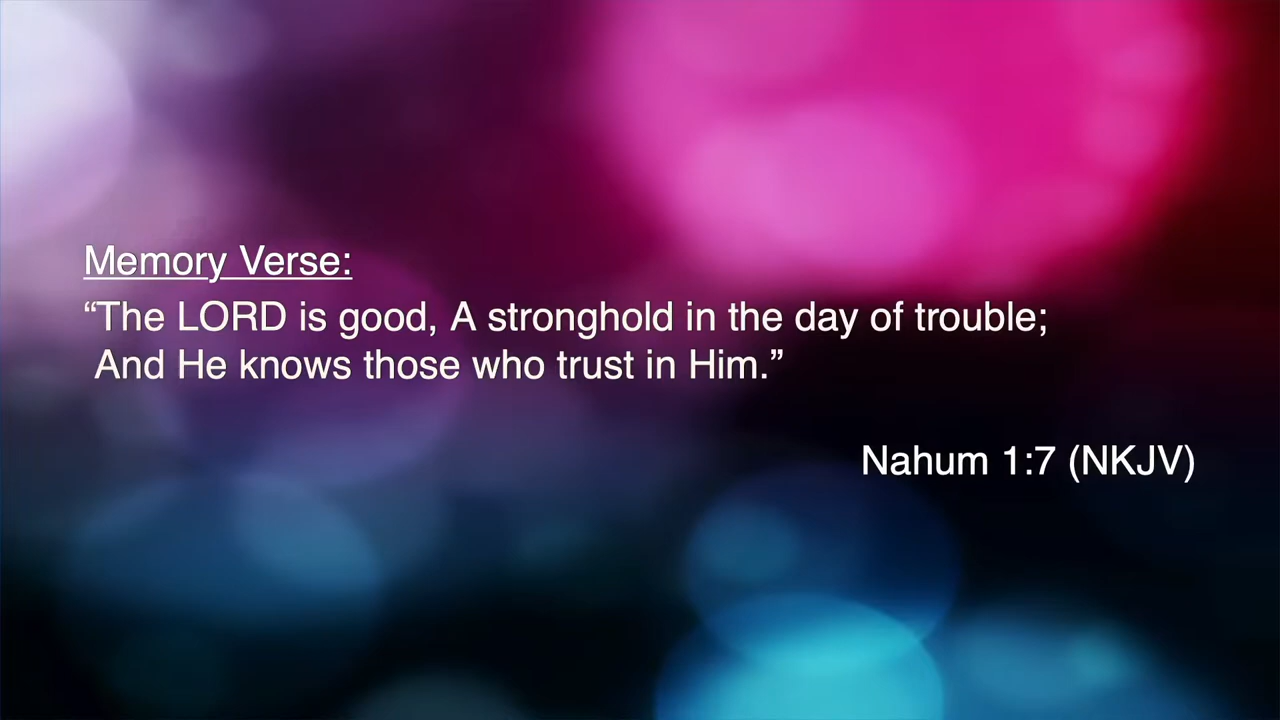 Memory Verse:
“The LORD is good, A stronghold in the day of trouble;
And He knows those who trust in Him.”
Nahum 1:7 (NKJV)